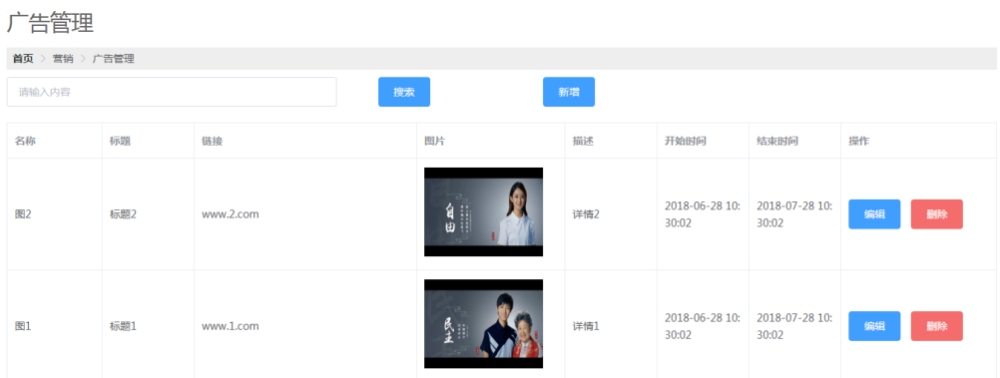 广告管理
首页 > 营销 > 广告管理
请输入内容
搜索
新增
名称 标题 链接 图片 描述 开始时间 结束时间 操作
图2 标题2 www.2.com 自由 详情2 2018-06-28 10:30:02 2018-07-28 10:30:02 编辑 删除
图1 标题1 www.1.com 民主 详情1 2018-06-28 10:30:02 2018-07-28 10:30:02 编辑 删除